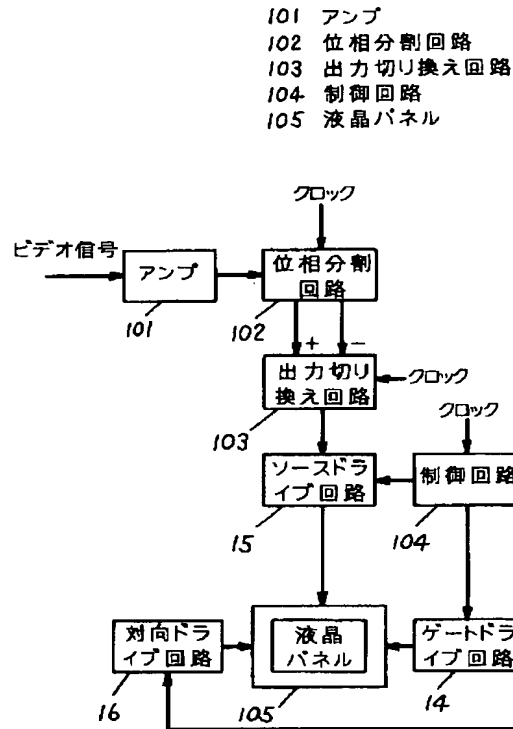 101 アンプ
102 位相分割回路
103 出力切り換え回路
104 制御回路
105 液晶パネル
クロック
ビデオ信号
アンプ
101
位相分割
回路
102
+ -
出力切り
換え回路
クロック
103
クロック
ソースドラ
イブ回路
15
制御回路
104
対向ドラ
イブ回路
16
液晶
パネル
105
ゲートドラ
イブ回路
14